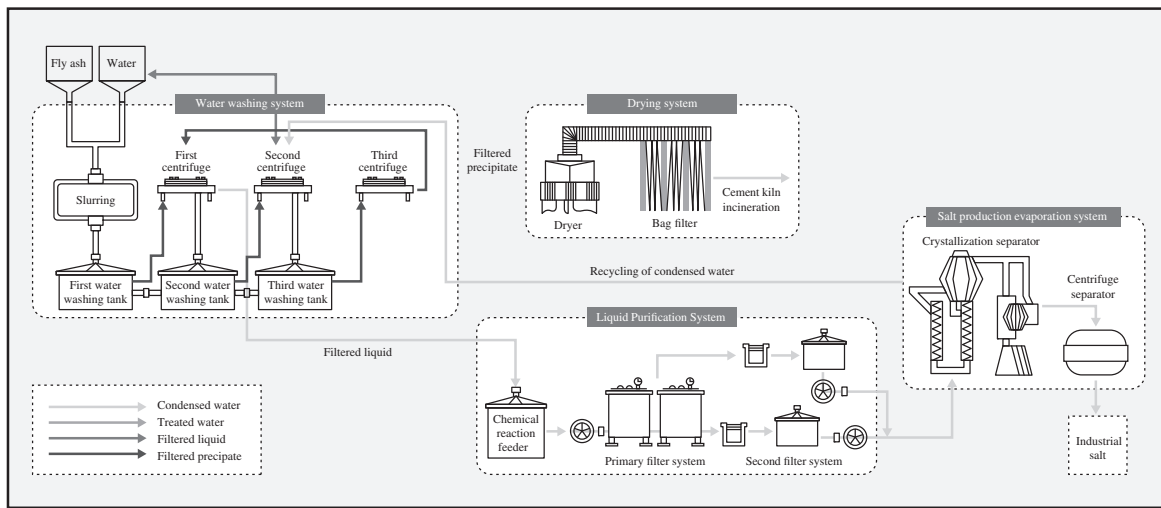 Fly ash
Water
Water washing system
First
centrifuge
Second
centrifuge
Third
centrifuge
Slurring
First water
washing tank
Second water
washing tank
Third water
washing tank
Filtered
precipitate
Drying system
Dryer
Bag filter
Cement kiln
incineration
Recycling of condensed water
Salt production evaporation system
Crystallization separator
Centrifuge
separator
Industrial
salt
Filtered liquid
Liquid Purification System
Chemical
reaction
feeder
Primary filter system
Second filter system
Condensed water
Treated water
Filtered liquid
Filtered precipate